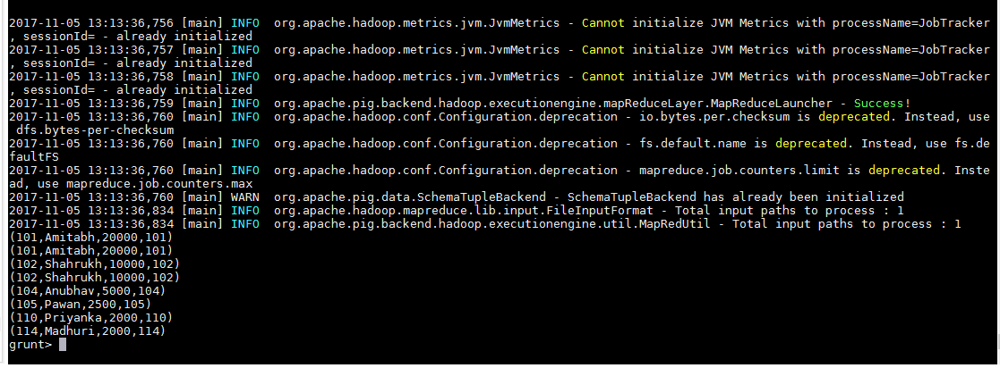 2017-11-05 13:13:36,756 [main] INFO  org.apache.hadoop.metrics.jvm.JvmMetrics - Cannot initialize JVM Metrics with processName=JobTracker
, sessionId= - already initialized
2017-11-05 13:13:36,757 [main] INFO  org.apache.hadoop.metrics.jvm.JvmMetrics - Cannot initialize JVM Metrics with processName=JobTracker
, sessionId= - already initialized
2017-11-05 13:13:36,758 [main] INFO  org.apache.hadoop.metrics.jvm.JvmMetrics - Cannot initialize JVM Metrics with processName=JobTracker
, sessionId= - already initialized
2017-11-05 13:13:36,759 [main] INFO  org.apache.pig.backend.hadoop.executionengine.mapReduceLayer.MapReduceLauncher - Success!
2017-11-05 13:13:36,760 [main] INFO  org.apache.hadoop.conf.Configuration.deprecation - io.bytes.per.checksum is deprecated. Instead, use
 dfs.bytes-per-checksum
2017-11-05 13:13:36,760 [main] INFO  org.apache.hadoop.conf.Configuration.deprecation - fs.default.name is deprecated. Instead, use fs.de
faultFS
2017-11-05 13:13:36,760 [main] INFO  org.apache.hadoop.conf.Configuration.deprecation - mapreduce.job.counters.limit is deprecated. Inste
ad, use mapreduce.job.counters.max
2017-11-05 13:13:36,760 [main] WARN  org.apache.pig.data.SchemaTupleBackend - SchemaTupleBackend has already been initialized
2017-11-05 13:13:36,834 [main] INFO  org.apache.hadoop.mapreduce.lib.input.FileInputFormat - Total input paths to process : 1
2017-11-05 13:13:36,834 [main] INFO  org.apache.pig.backend.hadoop.executionengine.util.MapRedUtil - Total input paths to process : 1
(101,Amitabh,20000,101)
(101,Amitabh,20000,101)
(102,Shahrukh,10000,102)
(102,Shahrukh,10000,102)
(104,Anubhav,5000,104)
(105,Pawan,2500,105)
(110,Priyanka,2000,110)
(114,Madhuri,2000,114)
grunt>